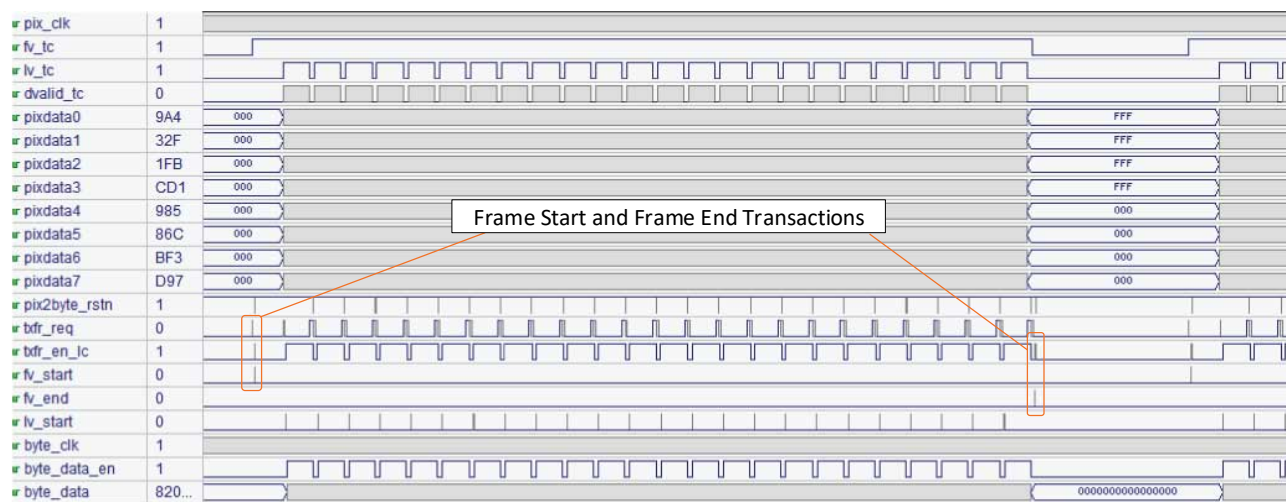 pix_clk 1
fv_tc 1
lv_tc 1
dvalid_tc 0
pixdata0 9A4 000 FFF
pixdata1 32F 000 FFF
pixdata2 1FB 000 FFF
pixdata3 CD1 000 FFF
pixdata4 985 000 000
Frame Start and Frame End Transactions
pixdata5 86C 000 000
pixdata6 BF3 000 000
pixdata7 D97 000 000
pix2byte_rstn 1
txfr_req 0
txfr_en_lc 1
fv_start 0
fv_end 0
lv_start 0
byte_clk 1
byte_data_en 1
byte_data 820... 0000000000000000